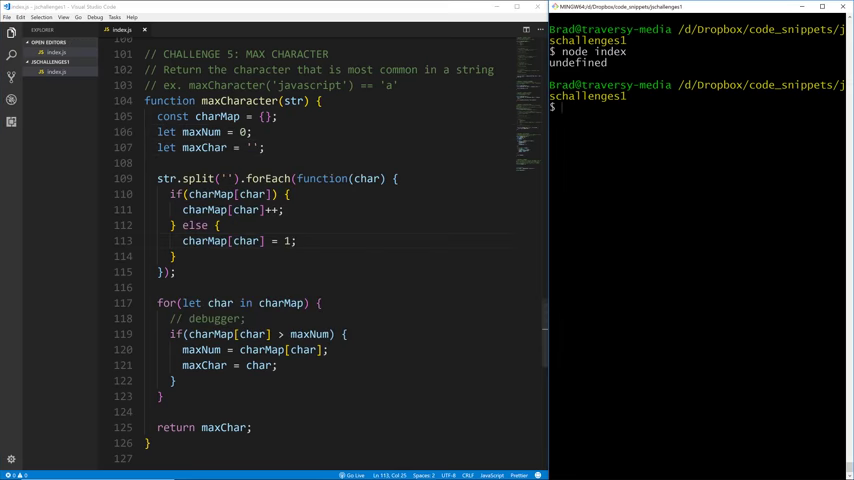 index.js - jschallenges1 - Visual Studio Code
File Edit Selection View Go Debug Tasks Help
EXPLORER
OPEN EDITORS
index.js
JSCHALLENGES1
index.js
index.js
100
101 // CHALLENGE 5: MAX CHARACTER
102 // Return the character that is most common in a string
103 // ex. maxCharacter('javascript') == 'a'
104 function maxCharacter(str) {
105 const charMap = {};
106 let maxNum = 0;
107 let maxChar = '';
108
109 str.split('').forEach(function(char) {
110 if(charMap[char]) {
111 charMap[char]++;
112 } else {
113 charMap[char] = 1;
114 }
115 });
116
117 for(let char in charMap) {
118 // debugger;
119 if(charMap[char] > maxNum) {
120 maxNum = charMap[char];
121 maxChar = char;
122 }
123 }
124
125 return maxChar;
126 }
127
0 0 Go Live Ln 113, Col 25 Spaces: 2 UTF-8 CRLF JavaScript Prettier
MINGW64:/d/Dropbox/code_snippets/jschallenges1
Brad@traversy-media /d/Dropbox/code_snippets/j
schallenges1
$ node index
undefined
Brad@traversy-media /d/Dropbox/code_snippets/j
schallenges1
$